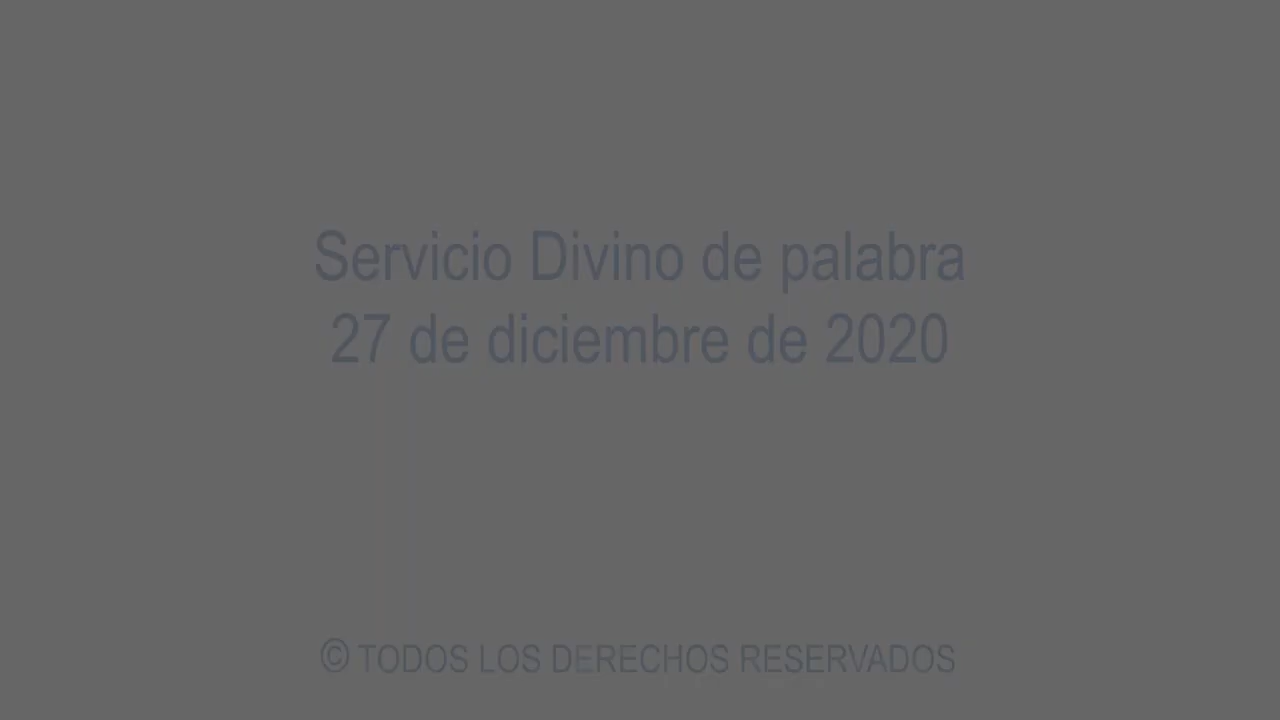 Servicio Divino de palabra
27 de diciembre de 2020
© TODOS LOS DERECHOS RESERVADOS